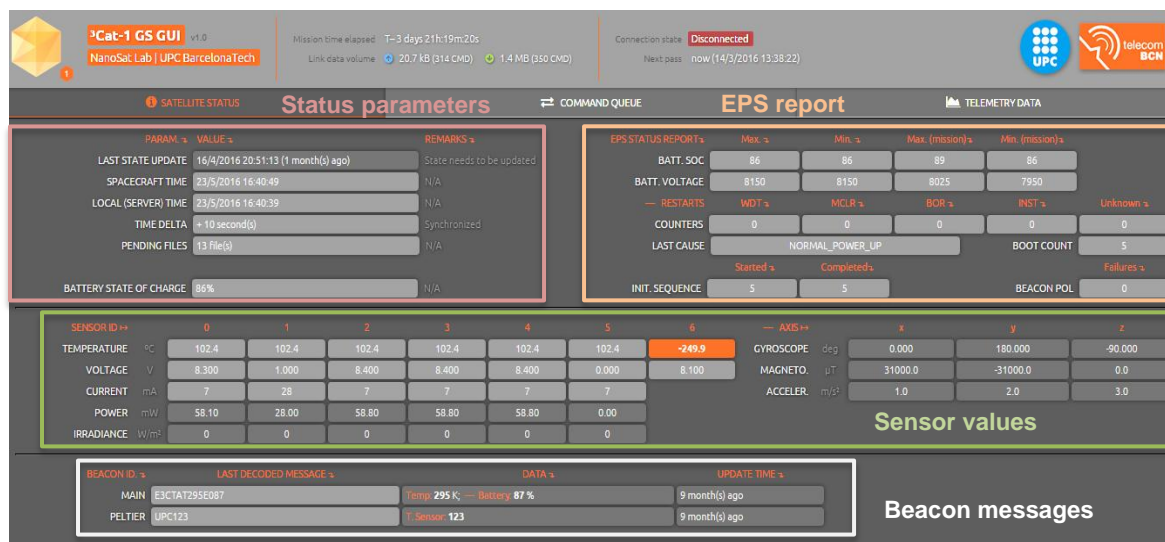 ³Cat-1 GS GUI v1.0
NanoSat Lab | UPC BarcelonaTech
1
Mission time elapsed T– 3 days 21h:19m:20s
Link data volume 20.7 kB (314 CMD) 1.4 MB (350 CMD)
Connection state Disconnected
Next pass now (14/3/2016 13:38:22)
UPC
telecom
BCN
SATELLITE STATUS Status parameters COMMAND QUEUE EPS report TELEMETRY DATA
PARAM. VALUE REMARKS
LAST STATE UPDATE 16/4/2016 20:51:13 (1 month(s) ago) State needs to be updated
SPACECRAFT TIME 23/5/2016 16:40:49 N/A
LOCAL (SERVER) TIME 23/5/2016 16:40:39 N/A
TIME DELTA + 10 second(s) Synchronized
PENDING FILES 13 file(s) N/A
BATTERY STATE OF CHARGE 86% N/A
EPS STATUS REPORT Max. Min. Max. (mission) Min. (mission)
BATT. SOC 86 86 89 86
BATT. VOLTAGE 8150 8150 8025 7950
— RESTARTS WDT MCLR BOR INST Unknown
COUNTERS 0 0 0 0 0
LAST CAUSE NORMAL_POWER_UP BOOT COUNT 5
Started Completed Failures
INIT. SEQUENCE 5 5 BEACON POL 0
SENSOR ID ↦ 0 1 2 3 4 5 6 — AXIS ↦ x y z
TEMPERATURE ºC 102.4 102.4 102.4 102.4 102.4 102.4 -249.9 GYROSCOPE deg 0.000 180.000 -90.000
VOLTAGE V 8.300 1.000 8.400 8.400 8.400 0.000 8.100 MAGNETO. µT 31000.0 -31000.0 0.0
CURRENT mA 7 28 7 7 7 7 ACCELER. m/s² 1.0 2.0 3.0
POWER mW 58.10 28.00 58.80 58.80 58.80 0.00
IRRADIANCE W/m² 0 0 0 0 0 0
Sensor values
BEACON ID. LAST DECODED MESSAGE DATA UPDATE TIME
MAIN E3CTAT295E087 Temp: 295 K; — Battery: 87 % 9 month(s) ago
PELTIER UPC123 T. Sensor: 123 9 month(s) ago
Beacon messages